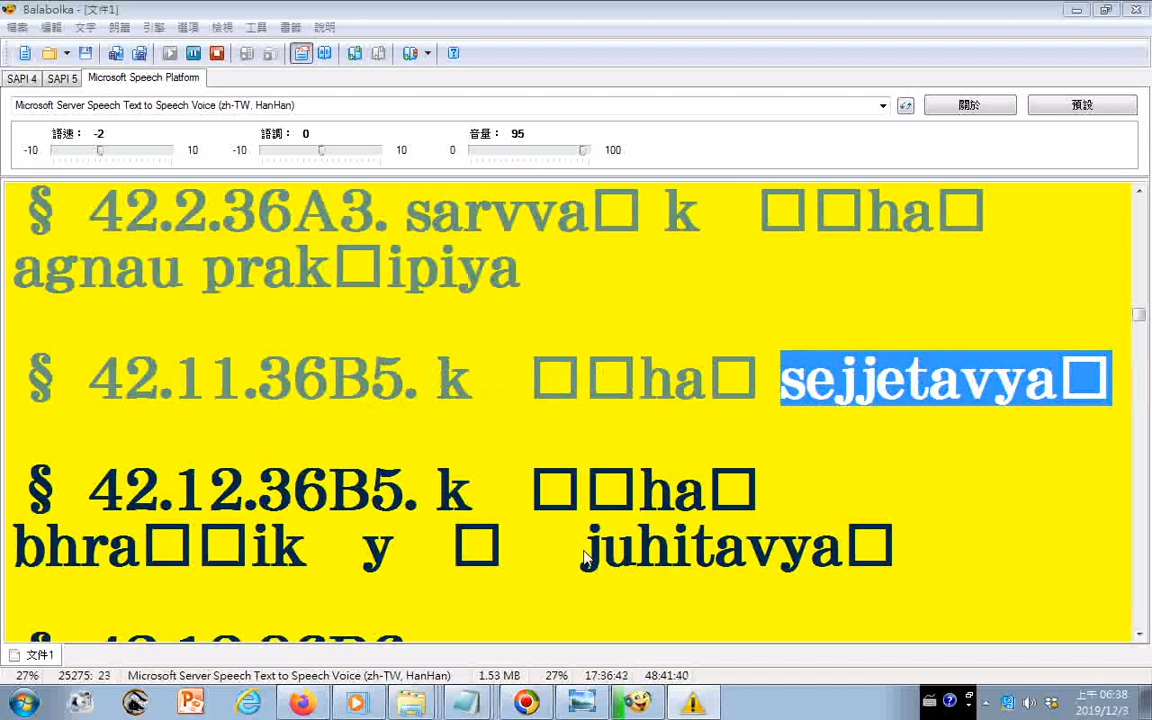 Balabolka - [文件1]
檔案 編輯 文字 朗讀 引擎 選項 檢視 工具 書籤 說明
SAPI 4 SAPI 5 Microsoft Speech Platform
Microsoft Server Speech Text to Speech Voice (zh-TW, HanHan) 關於 預設
語速： -2 語調： 0 音量： 95
-10 10 -10 10 0 100
§ 42.2.36A3. sarvva□ k □□ha□
agnau prak□ipiya
§ 42.11.36B5. k □□ha□ sejjetavya□
§ 42.12.36B5. k □□ha□
bhra□□ik y □ juhitavya□
文件1
27% 25275: 23 Microsoft Server Speech Text to Speech Voice (zh-TW, HanHan) 1.53 MB 27% 17:36:42 48:41:40
上午 06:38
2019/12/3